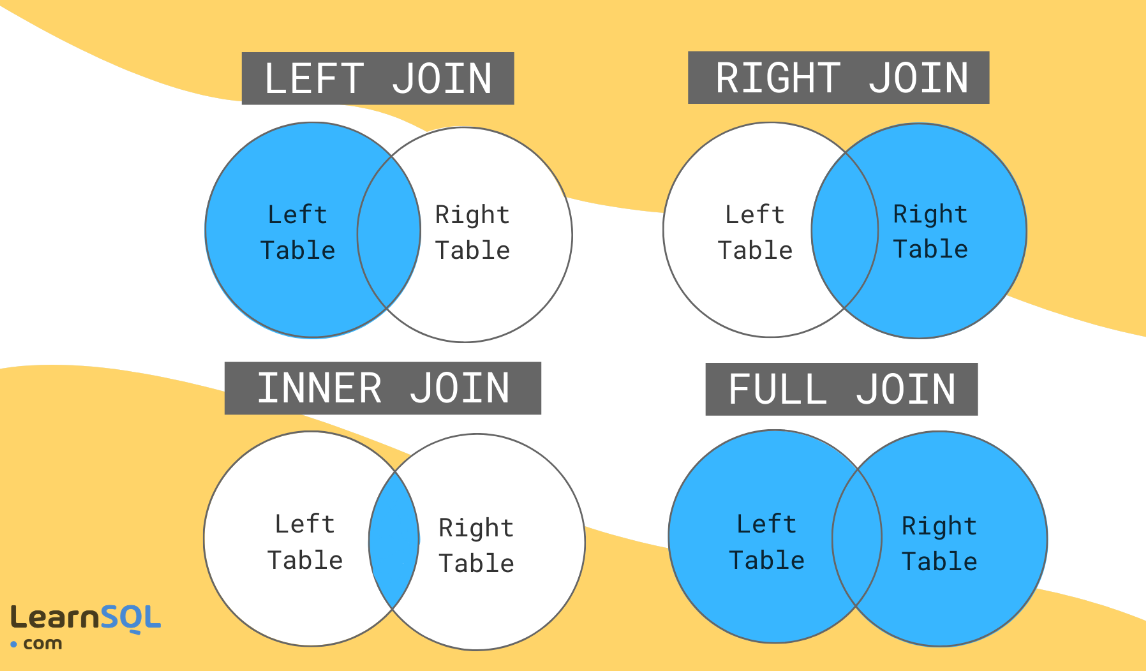 LEFT JOIN
Left
Table
Right
Table
RIGHT JOIN
Left
Table
Right
Table
INNER JOIN
Left
Table
Right
Table
FULL JOIN
Left
Table
Right
Table
LearnSQL
• com